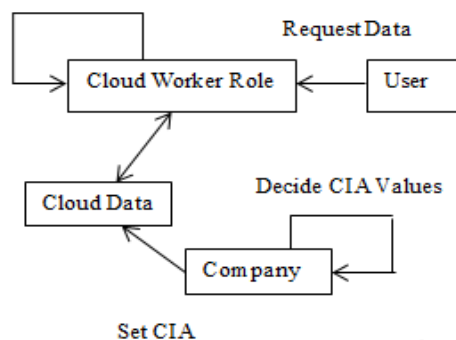 Request Data
Cloud Worker Role
User
Decide CIA Values
Cloud Data
Company
Set CIA